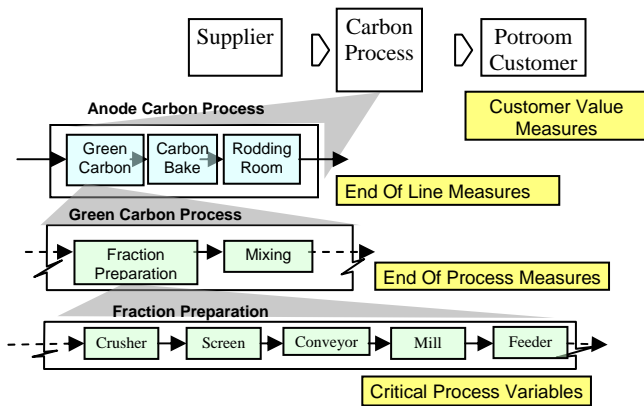 Supplier
Carbon
Process
Potroom
Customer
Anode Carbon Process
Customer Value
Measures
Green
Carbon
Carbon
Bake
Rodding
Room
End Of Line Measures
Green Carbon Process
Fraction
Preparation
Mixing
End Of Process Measures
Fraction Preparation
Crusher
Screen
Conveyor
Mill
Feeder
Critical Process Variables